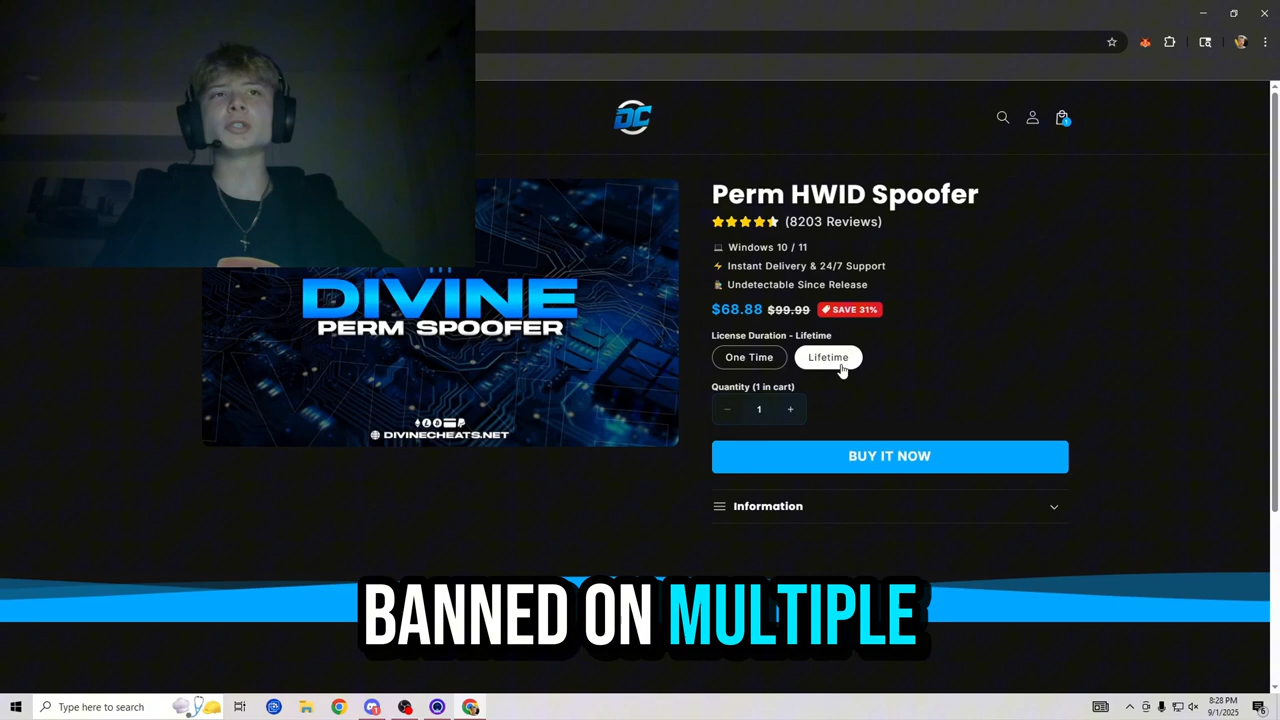 DC
1
Perm HWID Spoofer
(8203 Reviews)
Windows 10 / 11
Instant Delivery & 24/7 Support
Undetectable Since Release
$68.88 $99.99 SAVE 31%
License Duration - Lifetime
One Time Lifetime
Quantity (1 in cart)
− 1 +
BUY IT NOW
Information
DIVINE
PERM SPOOFER
DIVINECHEATS.NET
BANNED ON MULTIPLE
Type here to search
8:28 PM
9/1/2025
6